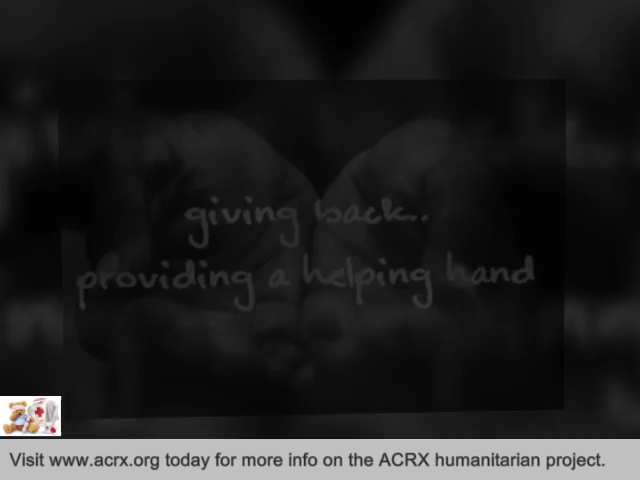 giving back..
providing a helping hand
Visit www.acrx.org today for more info on the ACRX humanitarian project.